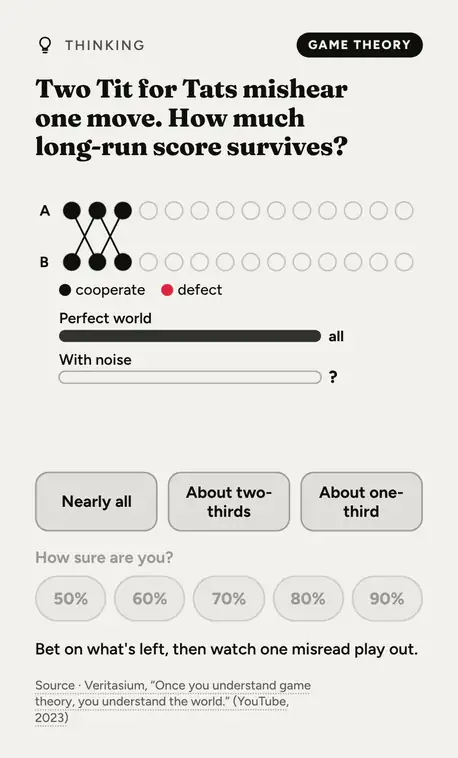 THINKING
GAME THEORY
Two Tit for Tats mishear
one move. How much
long-run score survives?
A
B
cooperate
defect
Perfect world
all
With noise
?
Nearly all
About two-
thirds
About one-
third
How sure are you?
50%
60%
70%
80%
90%
Bet on what's left, then watch one misread play out.
Source · Veritasium, “Once you understand game
theory, you understand the world.” (YouTube,
2023)